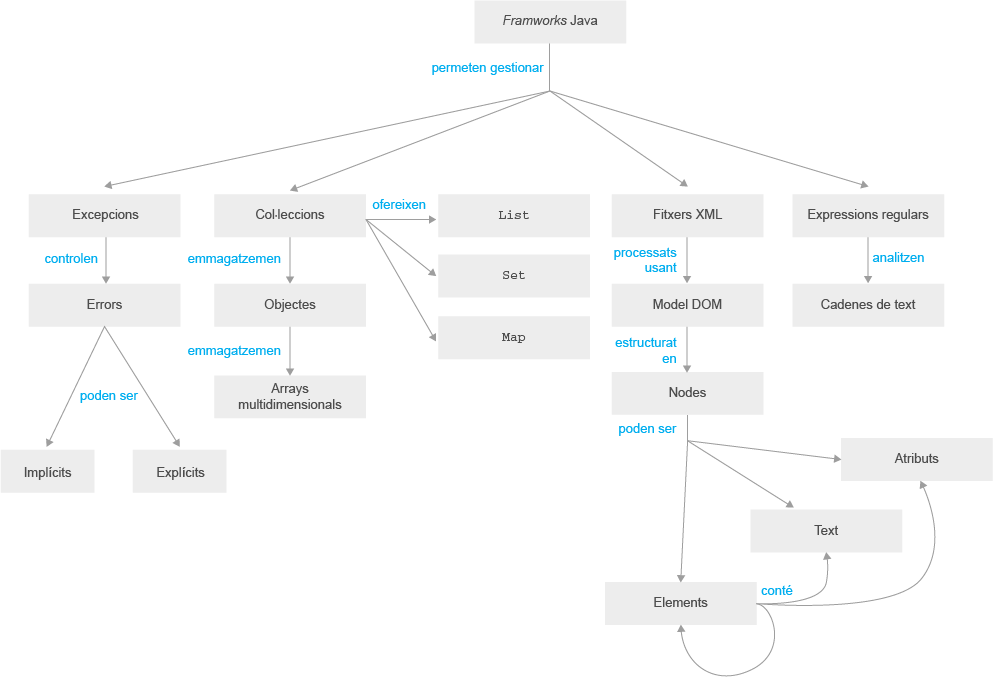 Framworks Java
permeten gestionar
Excepcions
Col·leccions
ofereixen
List
Fitxers XML
Expressions regulars
controlen
emmagatzemen
processats
usant
analitzen
Set
Errors
Objectes
Model DOM
Cadenes de text
Map
emmagatzemen
estructurat
en
Arrays
multidimensionals
poden ser
Nodes
poden ser
Implícits
Explícits
Atributs
Text
conté
Elements